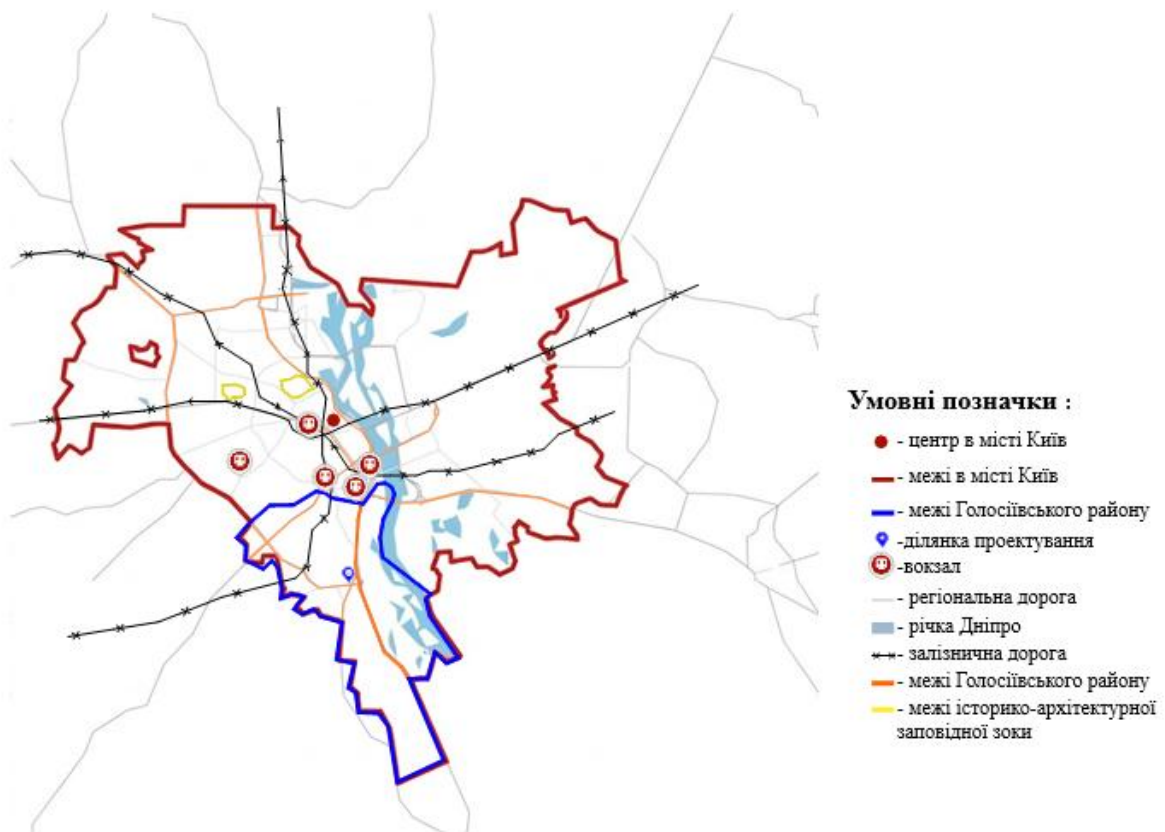 Умовні позначки :
- центр в місті Київ
- межі в місті Київ
- межі Голосіївського району
-ділянка проектування
-вокзал
- регіональна дорога
- річка Дніпро
- залізнична дорога
- межі Голосіївського району
- межі історико-архітектурної
заповідної зоки